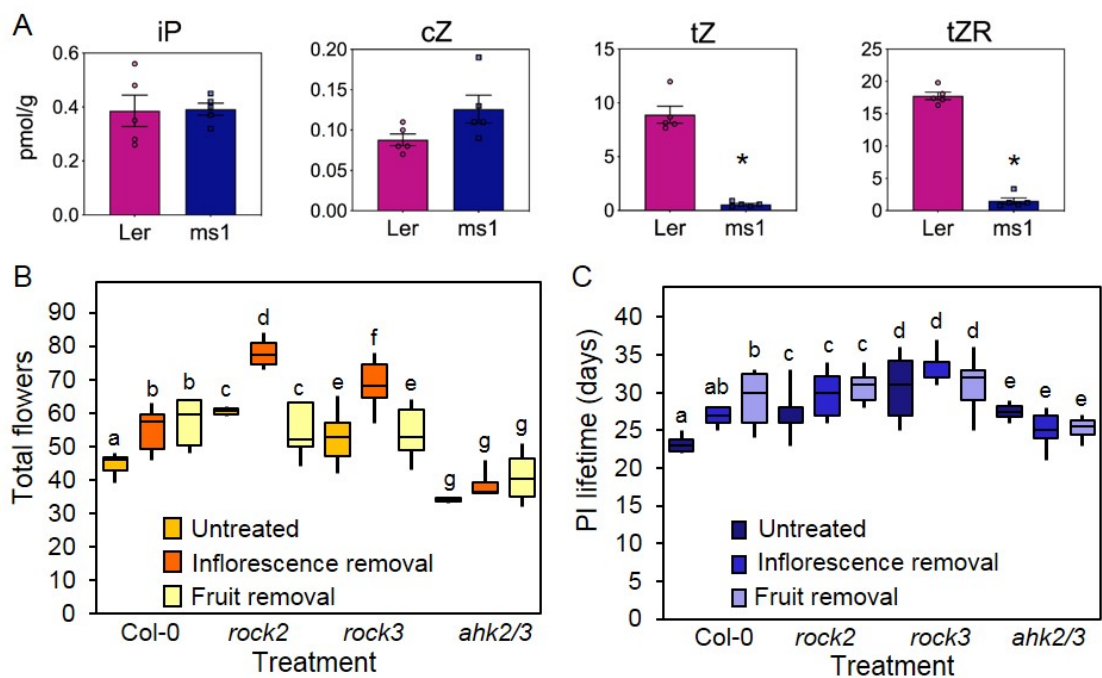 A
iP
cZ
tZ
tZR
pmol/g
0.6
0.4
0.2
0.0
Ler
ms1
0.20
0.15
0.10
0.05
0.00
Ler
ms1
15
10
5
0
*
Ler
ms1
25
20
15
10
5
0
*
Ler
ms1
B
Total flowers
90
80
70
60
50
40
30
20
10
0
a
b
b
c
d
c
e
f
e
g
g
g
Untreated
Inflorescence removal
Fruit removal
Col-0
rock2
rock3
ahk2/3
Treatment
C
PI lifetime (days)
40
35
30
25
20
15
10
5
0
a
ab
b
c
c
c
d
d
d
e
e
e
Untreated
Inflorescence removal
Fruit removal
Col-0
rock2
rock3
ahk2/3
Treatment